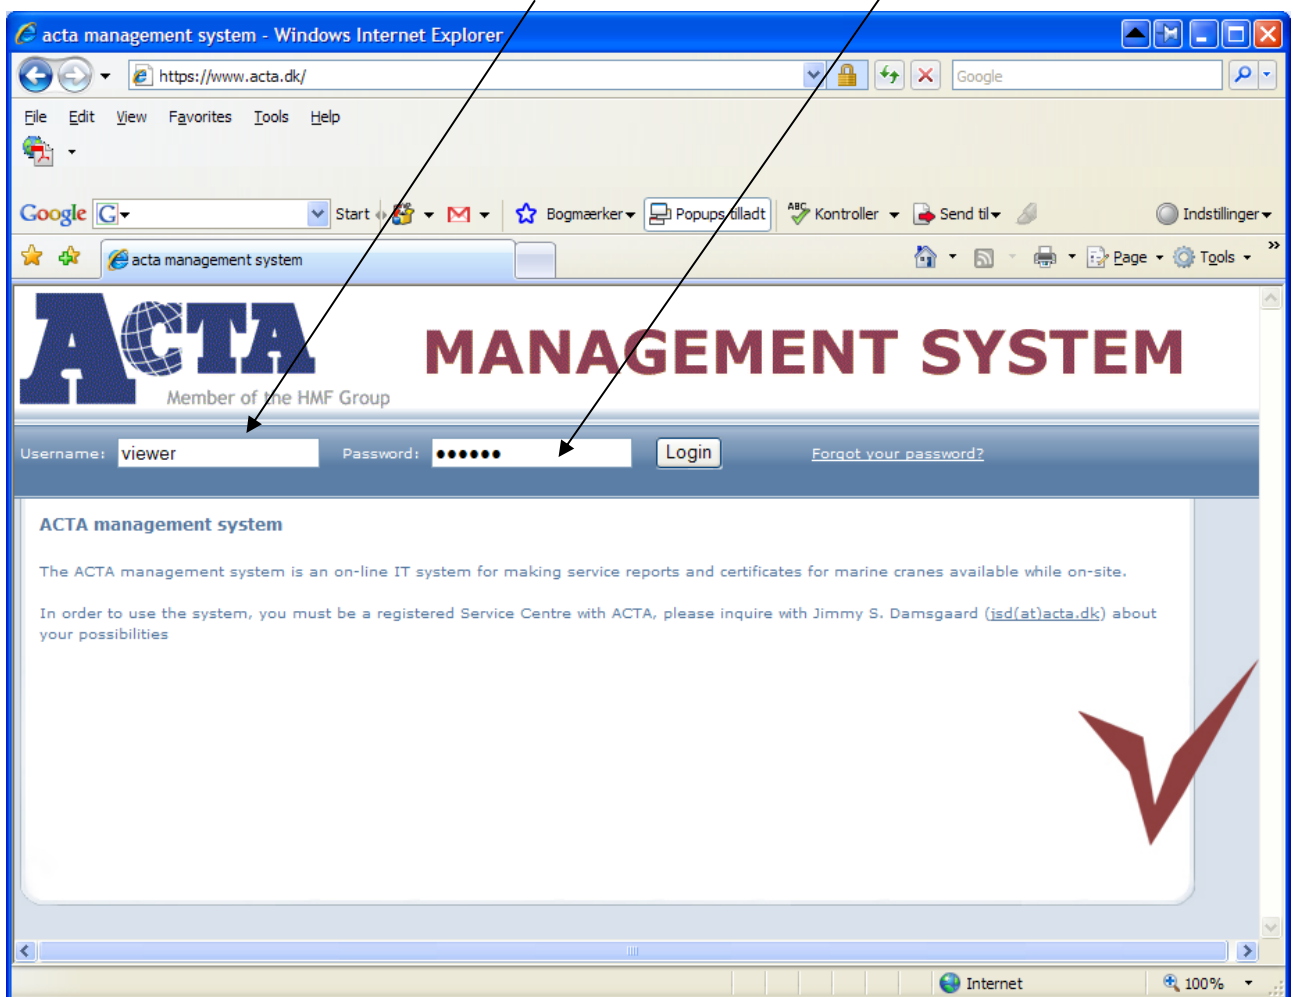 acta management system - Windows Internet Explorer
https://www.acta.dk/
Google
File Edit View Favorites Tools Help
Google G Start Bogmærker Popups tilladt ABC Kontroller Send til Indstillinger
acta management system
Page Tools »
ACTA
MANAGEMENT SYSTEM
Member of the HMF Group
Username: viewer Password: ●●●●●● Login Forgot your password?
ACTA management system
The ACTA management system is an on-line IT system for making service reports and certificates for marine cranes available while on-site.
In order to use the system, you must be a registered Service Centre with ACTA, please inquire with Jimmy S. Damsgaard (jsd(at)acta.dk) about
your possibilities
Internet 100%